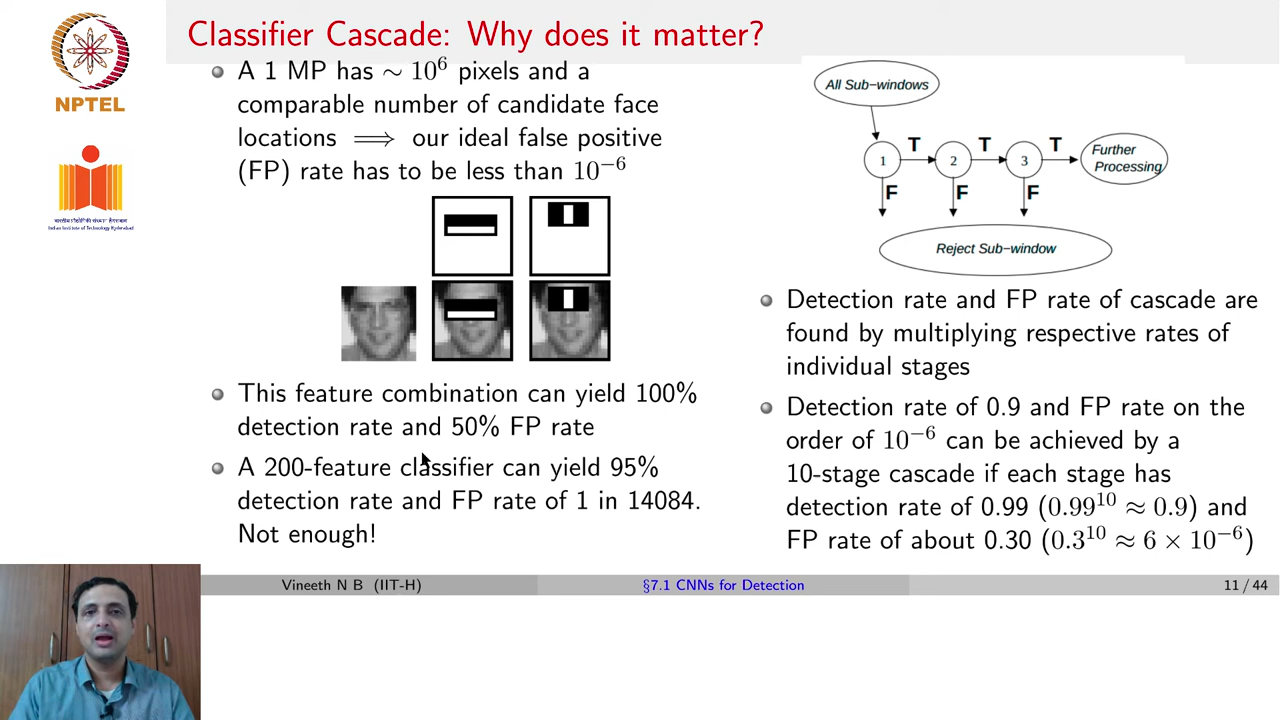 Classifier Cascade: Why does it matter?
NPTEL
Indian Institute of Technology Hyderabad
A 1 MP has ∼ 10⁶ pixels and a
comparable number of candidate face
locations ⟹ our ideal false positive
(FP) rate has to be less than 10⁻⁶
This feature combination can yield 100%
detection rate and 50% FP rate
A 200-feature classifier can yield 95%
detection rate and FP rate of 1 in 14084.
Not enough!
All Sub−windows
1 T 2 T 3 T
Further
Processing
F F F
Reject Sub−window
Detection rate and FP rate of cascade are
found by multiplying respective rates of
individual stages
Detection rate of 0.9 and FP rate on the
order of 10⁻⁶ can be achieved by a
10-stage cascade if each stage has
detection rate of 0.99 (0.99¹⁰ ≈ 0.9) and
FP rate of about 0.30 (0.3¹⁰ ≈ 6 × 10⁻⁶)
Vineeth N B (IIT-H)
§7.1 CNNs for Detection
11 / 44